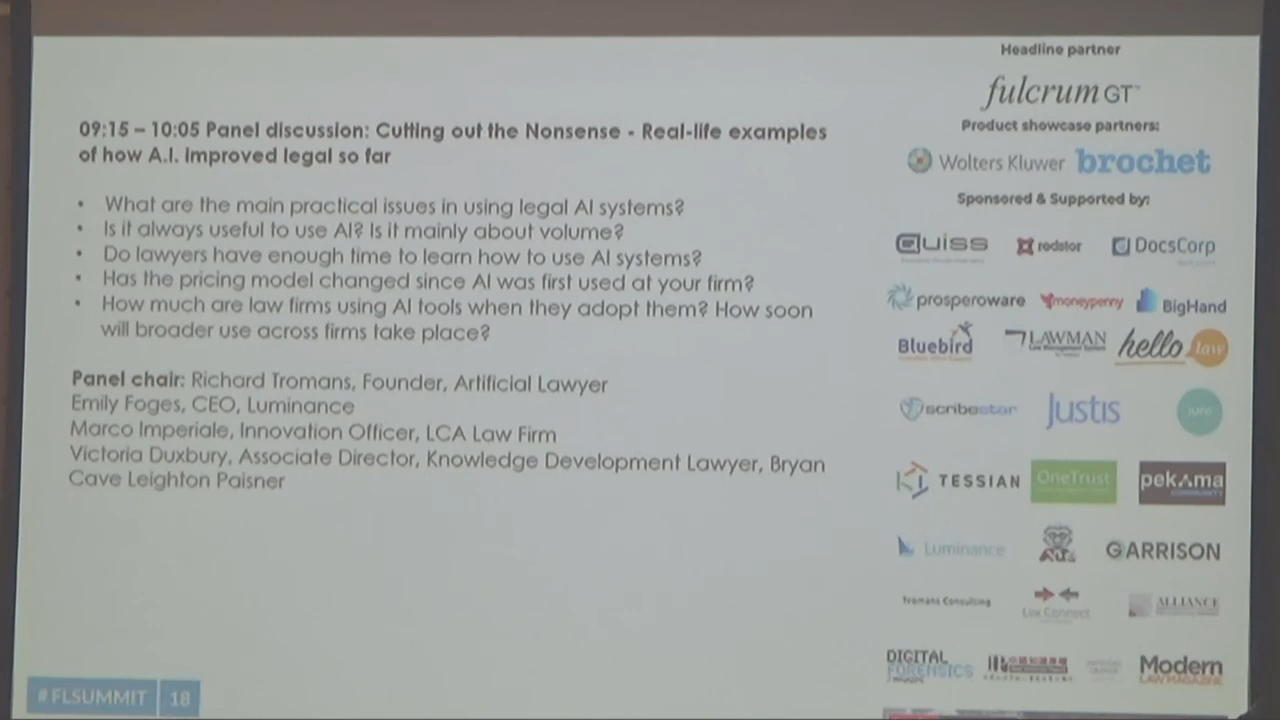 09:15 – 10:05 Panel discussion: Cutting out the Nonsense - Real-life examples
of how A.I. Improved legal so far
• What are the main practical issues in using legal AI systems?
• Is it always useful to use AI? Is it mainly about volume?
• Do lawyers have enough time to learn how to use AI systems?
• Has the pricing model changed since AI was first used at your firm?
• How much are law firms using AI tools when they adopt them? How soon
will broader use across firms take place?
Panel chair: Richard Tromans, Founder, Artificial Lawyer
Emily Foges, CEO, Luminance
Marco Imperiale, Innovation Officer, LCA Law Firm
Victoria Duxbury, Associate Director, Knowledge Development Lawyer, Bryan
Cave Leighton Paisner
#FLSUMMIT 18
Headline partner
fulcrum GT™
Product showcase partners:
Wolters Kluwer brochet
Sponsored & Supported by:
Quiss redstor DocsCorp
prosperoware moneypenny BigHand
Bluebird LAWMAN hello law
scribestar Justis juro
TESSIAN OneTrust pekama
COMMUNITY
Luminance GARRISON
Tromans Consulting Lex Connect ALLIANCE
DIGITAL
FORENSICS
Modern
LAW MAGAZINE